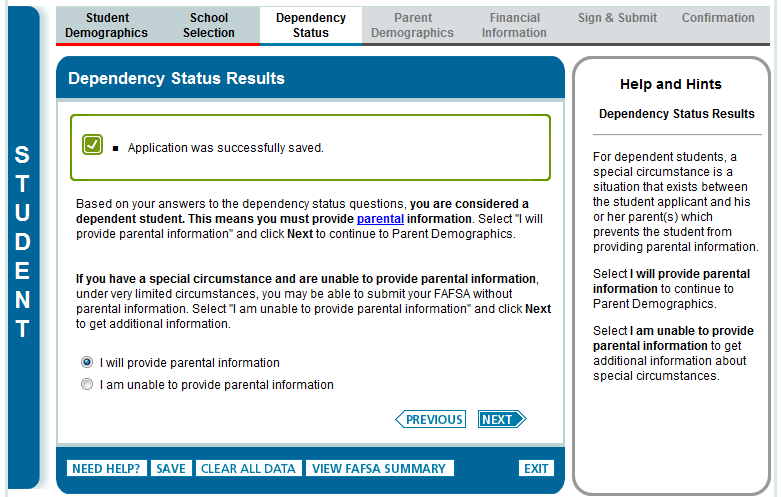 Student
Demographics
School
Selection
Dependency
Status
Parent
Demographics
Financial
Information
Sign & Submit
Confirmation
STUDENT
Dependency Status Results
Application was successfully saved.
Based on your answers to the dependency status questions, you are considered a
dependent student. This means you must provide parental information. Select "I will
provide parental information" and click Next to continue to Parent Demographics.
If you have a special circumstance and are unable to provide parental information,
under very limited circumstances, you may be able to submit your FAFSA without
parental information. Select "I am unable to provide parental information" and click Next
to get additional information.
I will provide parental information
I am unable to provide parental information
PREVIOUS
NEXT
NEED HELP?
SAVE
CLEAR ALL DATA
VIEW FAFSA SUMMARY
EXIT
Help and Hints
Dependency Status Results
For dependent students, a
special circumstance is a
situation that exists between
the student applicant and his
or her parent(s) which
prevents the student from
providing parental information.
Select I will provide parental
information to continue to
Parent Demographics.
Select I am unable to provide
parental information to get
additional information about
special circumstances.